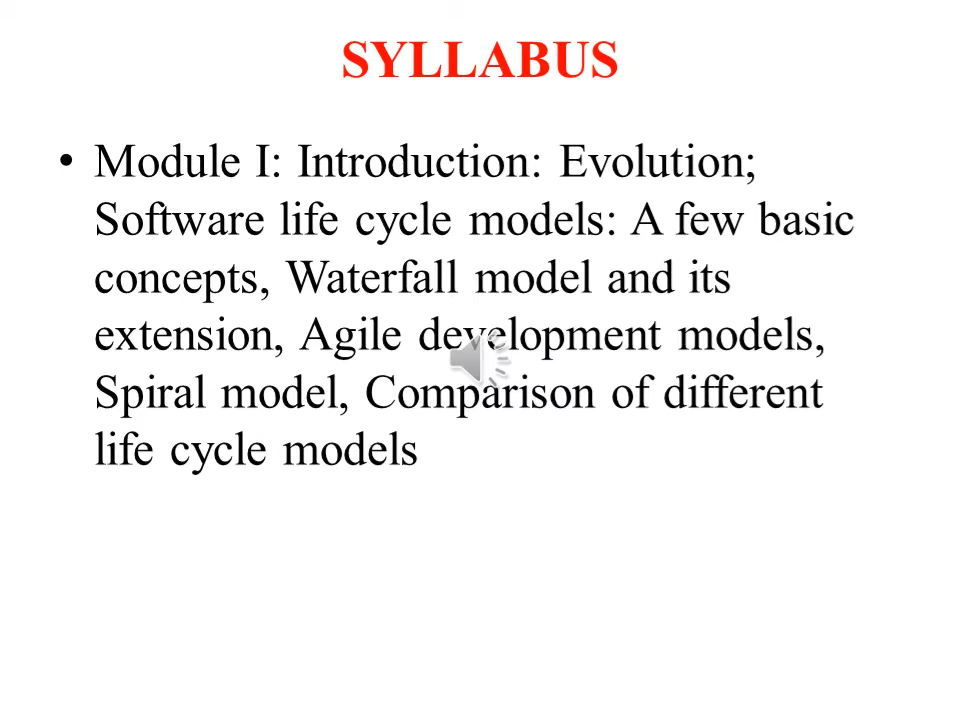 SYLLABUS
• Module I: Introduction: Evolution;
Software life cycle models: A few basic
concepts, Waterfall model and its
extension, Agile development models,
Spiral model, Comparison of different
life cycle models